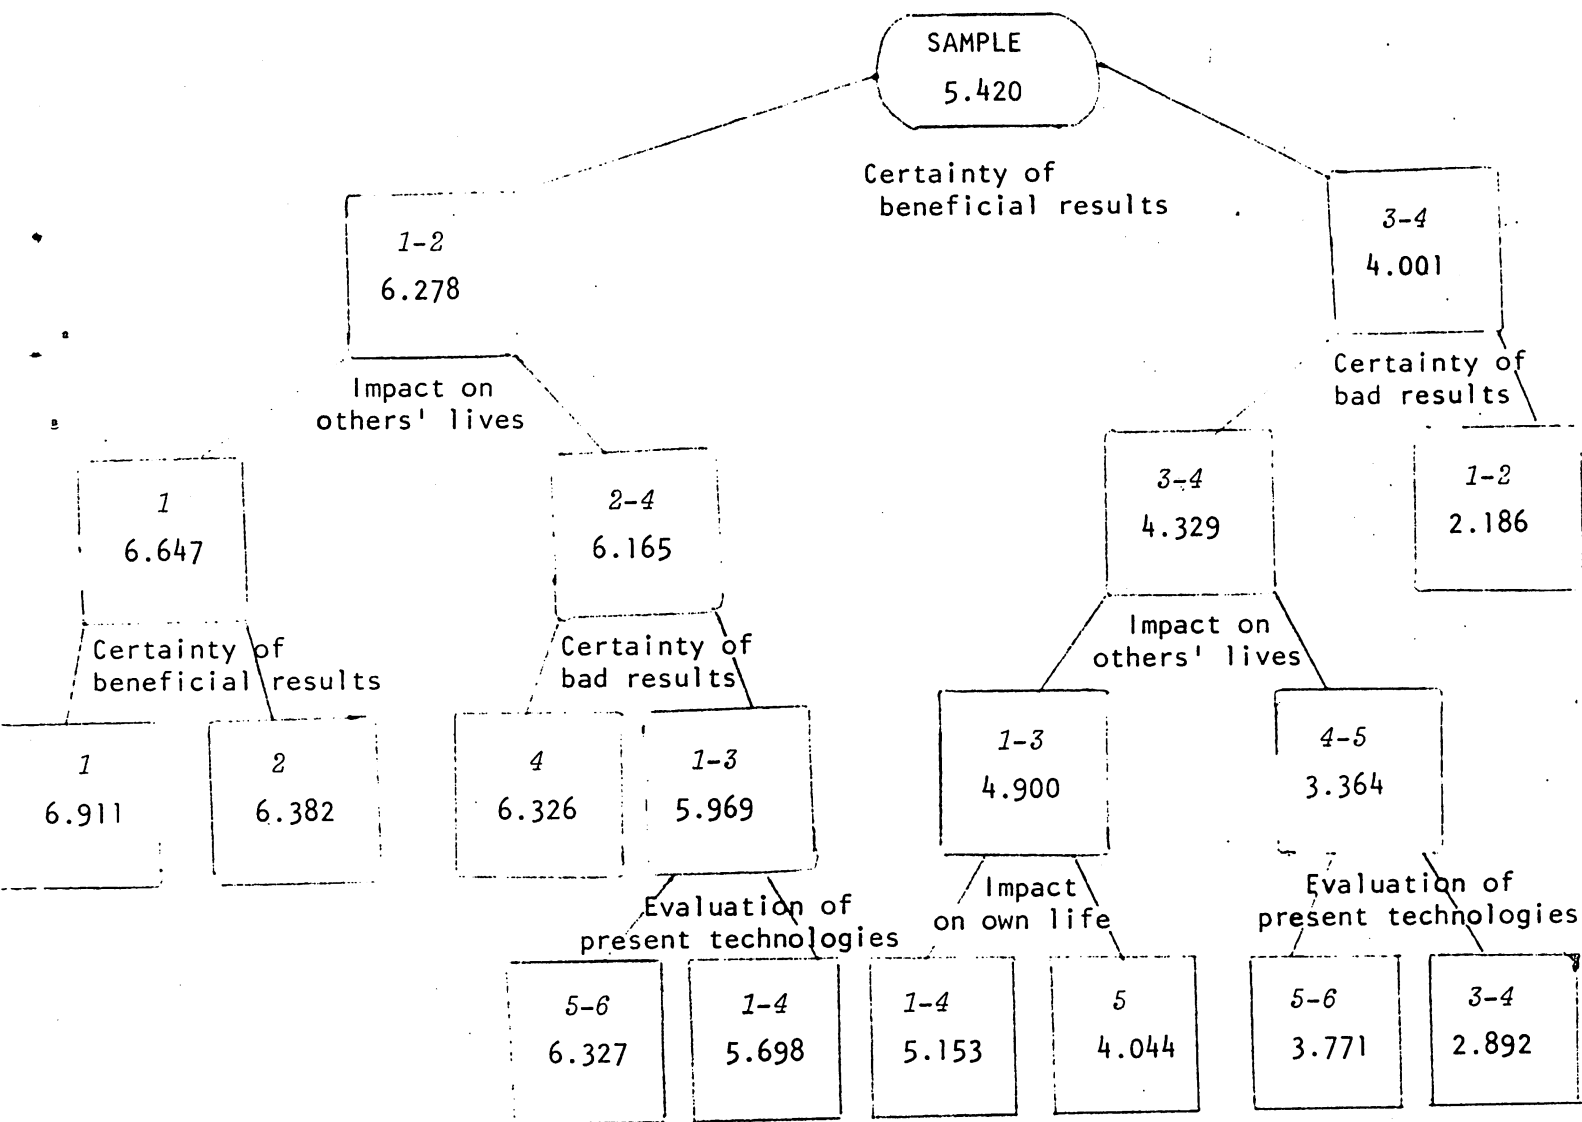 SAMPLE
5.420
Certainty of
beneficial results
1-2
6.278
3-4
4.001
Impact on
others' lives
Certainty of
bad results
1
6.647
2-4
6.165
3-4
4.329
1-2
2.186
Certainty of
beneficial results
Certainty of
bad results
Impact on
others' lives
1
6.911
2
6.382
4
6.326
1-3
5.969
1-3
4.900
4-5
3.364
Evaluation of
present technologies
Impact
on own life
Evaluation of
present technologies
5-6
6.327
1-4
5.698
1-4
5.153
5
4.044
5-6
3.771
3-4
2.892